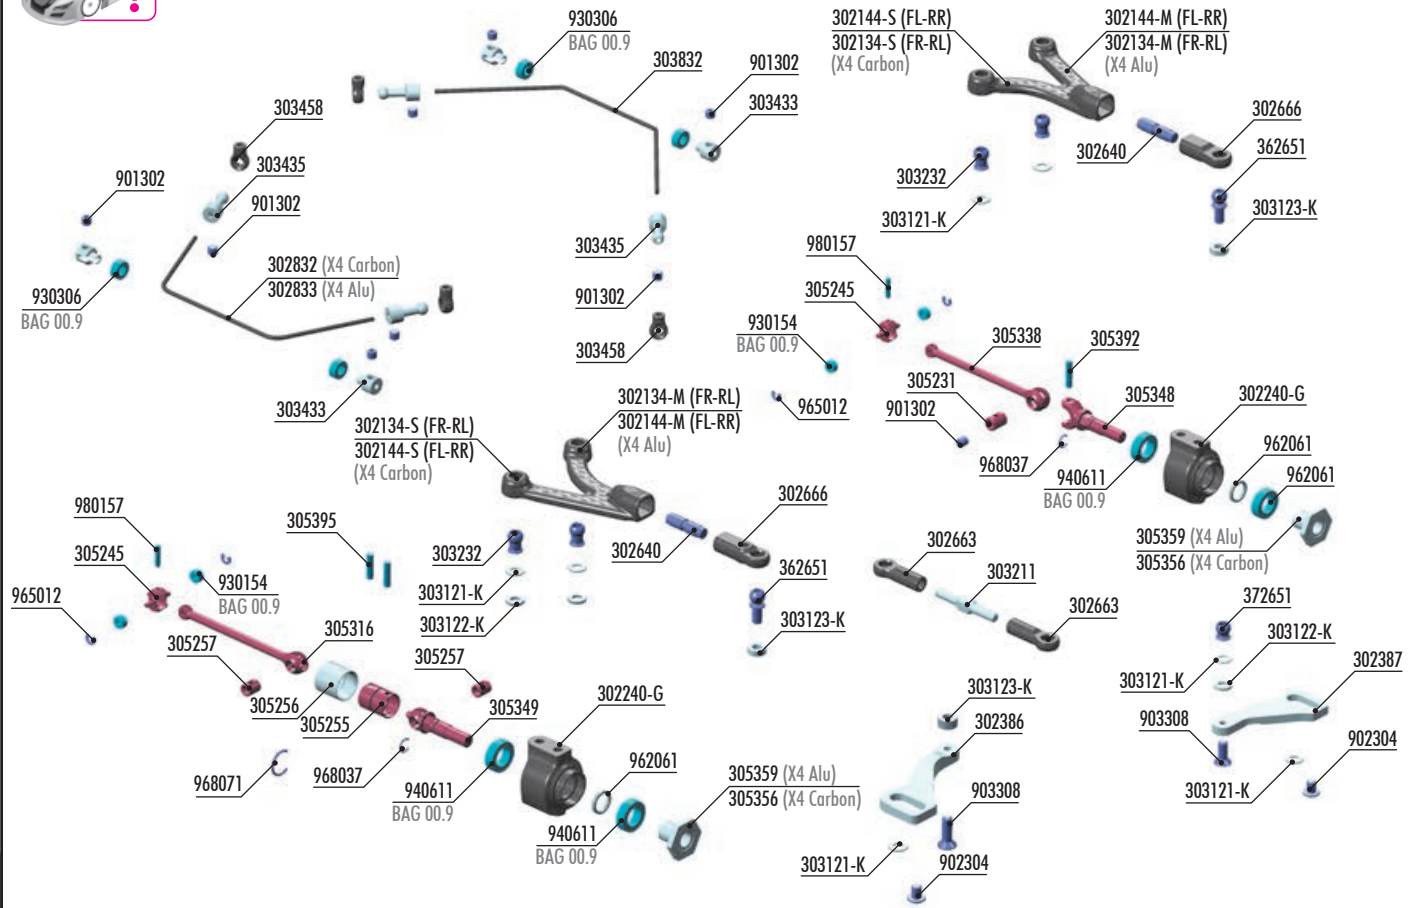 930306
BAG 00.9
303832
901302
303433
303458
303435
901302
901302
930306
BAG 00.9
302832 (X4 Carbon)
302833 (X4 Alu)
303435
901302
303458
303433
302144-S (FL-RR)
302134-S (FR-RL)
(X4 Carbon)
302144-M (FL-RR)
302134-M (FR-RL)
(X4 Alu)
302666
302640
362651
303232
303121-K
303123-K
980157
305245
930154
BAG 00.9
305338
305392
305231
965012
901302
305348
302240-G
968037
940611
BAG 00.9
962061
962061
305359 (X4 Alu)
305356 (X4 Carbon)
302134-M (FR-RL)
302144-M (FL-RR)
(X4 Alu)
302134-S (FR-RL)
302144-S (FL-RR)
(X4 Carbon)
302666
303232
302640
303121-K
303122-K
362651
303123-K
980157
305395
305245
965012
930154
BAG 00.9
305257
305316
305256
305255
305257
305349
302240-G
968071
968037
940611
BAG 00.9
962061
940611
BAG 00.9
305359 (X4 Alu)
305356 (X4 Carbon)
302663
303211
302663
303123-K
302386
903308
303121-K
902304
372651
303122-K
303121-K
302387
903308
902304
303121-K